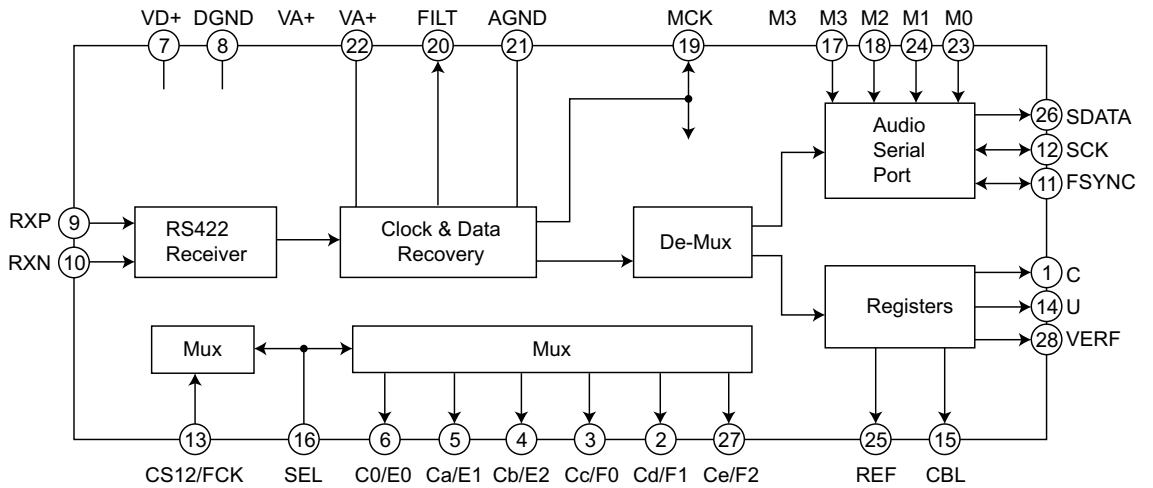 VD+ DGND VA+ VA+ FILT AGND MCK M3 M3 M2 M1 M0
7 8 22 20 21 19 17 18 24 23
Audio
Serial
Port
26 SDATA
12 SCK
11 FSYNC
RXP 9
RXN 10
RS422
Receiver
Clock & Data
Recovery
De-Mux
Registers
1 C
14 U
28 VERF
Mux
Mux
13 16 6 5 4 3 2 27 25 15
CS12/FCK SEL C0/E0 Ca/E1 Cb/E2 Cc/F0 Cd/F1 Ce/F2 REF CBL